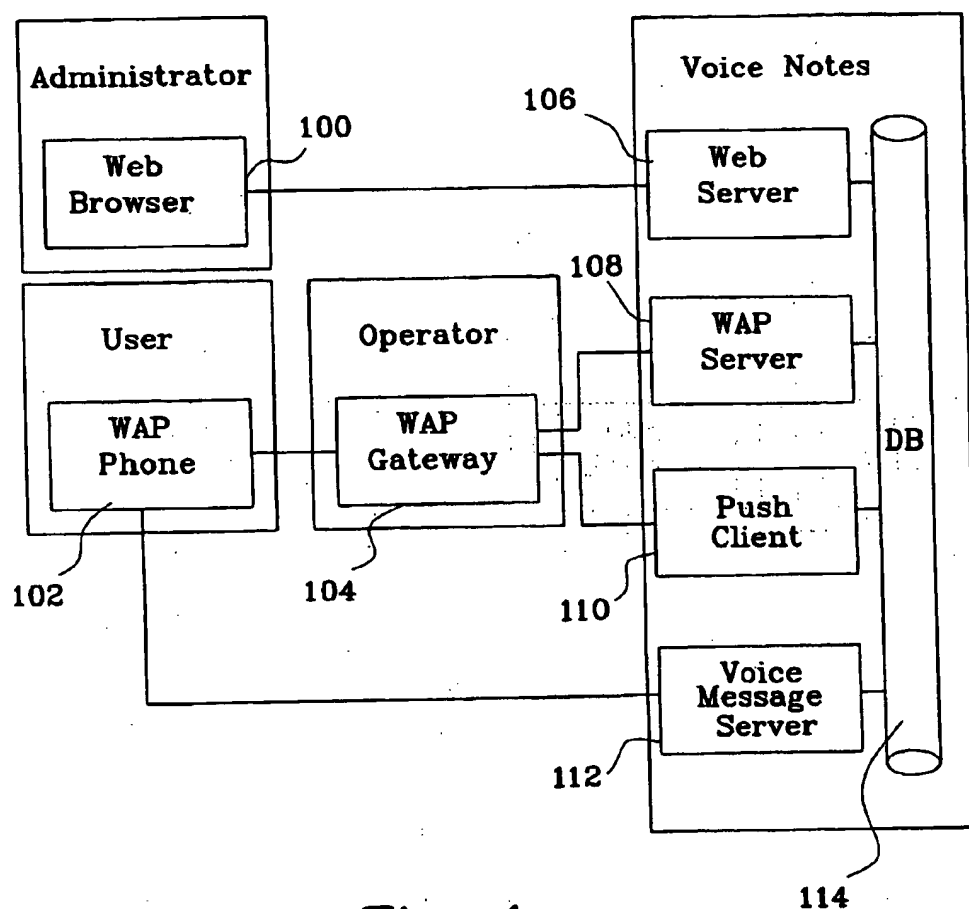 Administrator
Web
Browser
100
User
WAP
Phone
102
Operator
WAP
Gateway
104
Voice Notes
106
Web
Server
108
WAP
Server
DB
Push
Client
110
Voice
Message
Server
112
114